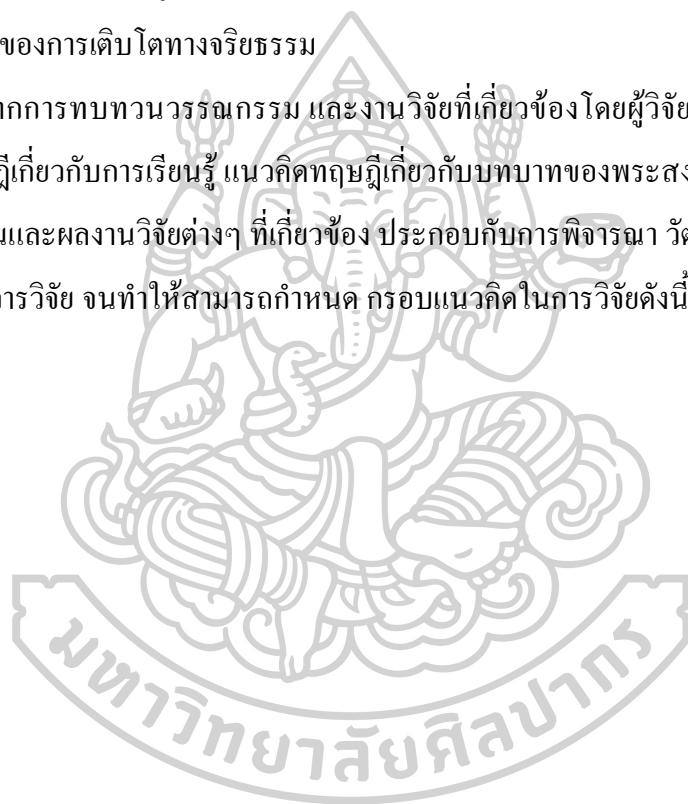 ของการเติบโตทางจริยธรรม
ากการทบทวนวรรณกรรม และงานวิจัยที่เกี่ยวข้องโดยผู้วิจัย
ฎีเกี่ยวกับการเรียนรู้ แนวคิดทฤษฎีเกี่ยวกับบทบาทของพระสง
นและผลงานวิจัยต่างๆ ที่เกี่ยวข้อง ประกอบกับการพิจารณา วัต
ารวิจัย จนทำให้สามารถกำหนด กรอบแนวคิดในการวิจัยดังนี้
มหาวิทยาลัยศิลปากร